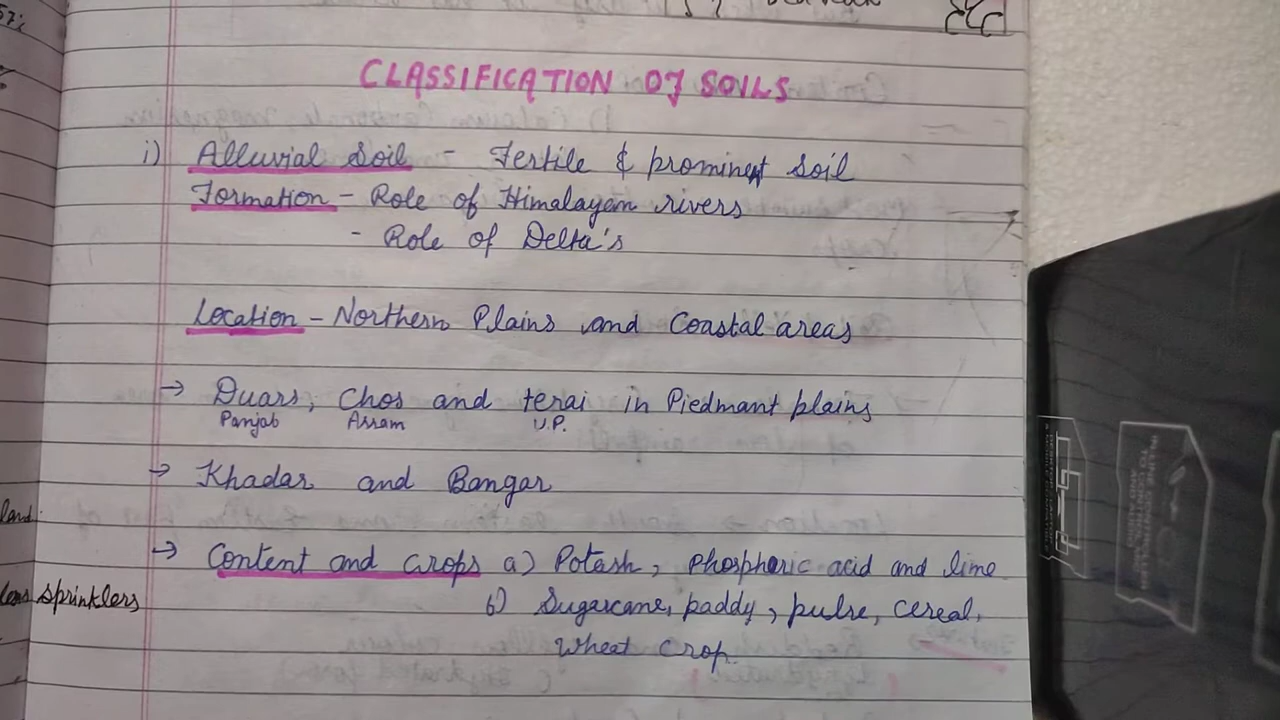 CLASSIFICATION OF SOILS
i) Alluvial Soil - Fertile & prominent soil
Formation - Role of Himalayan rivers
- Role of Delta's
Location - Northern Plains and Coastal areas
→ Duars, Chos and terai in Piedmant plains
Panjab Assam U.P.
→ Khadar and Bangar
→ Content and crops a) Potash, phosphoric acid and lime
b) Sugarcane, paddy, pulse, cereal,
Wheat crop.
land.
sprinklers